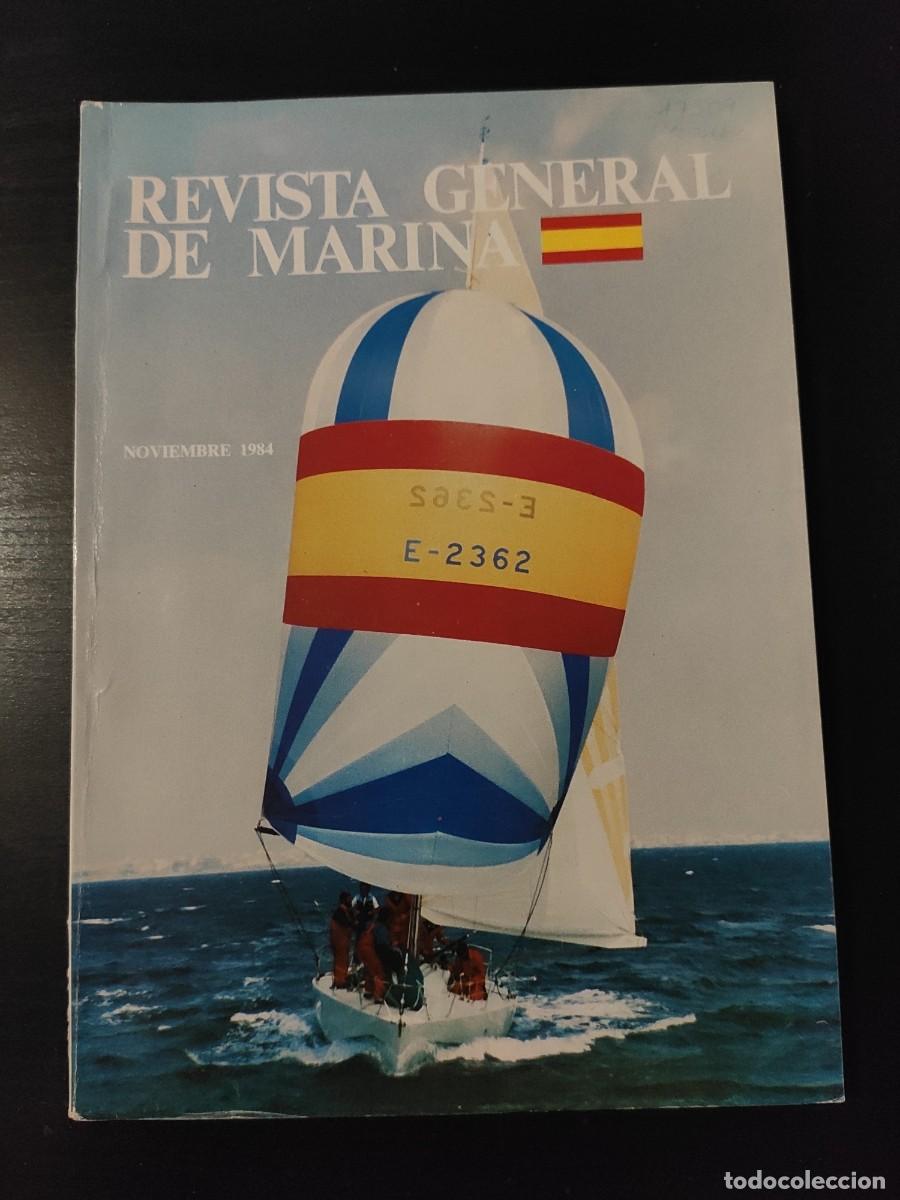 REVISTA GENERAL
DE MARINA
NOVIEMBRE 1984
E-2362
E-2362
todocoleccion